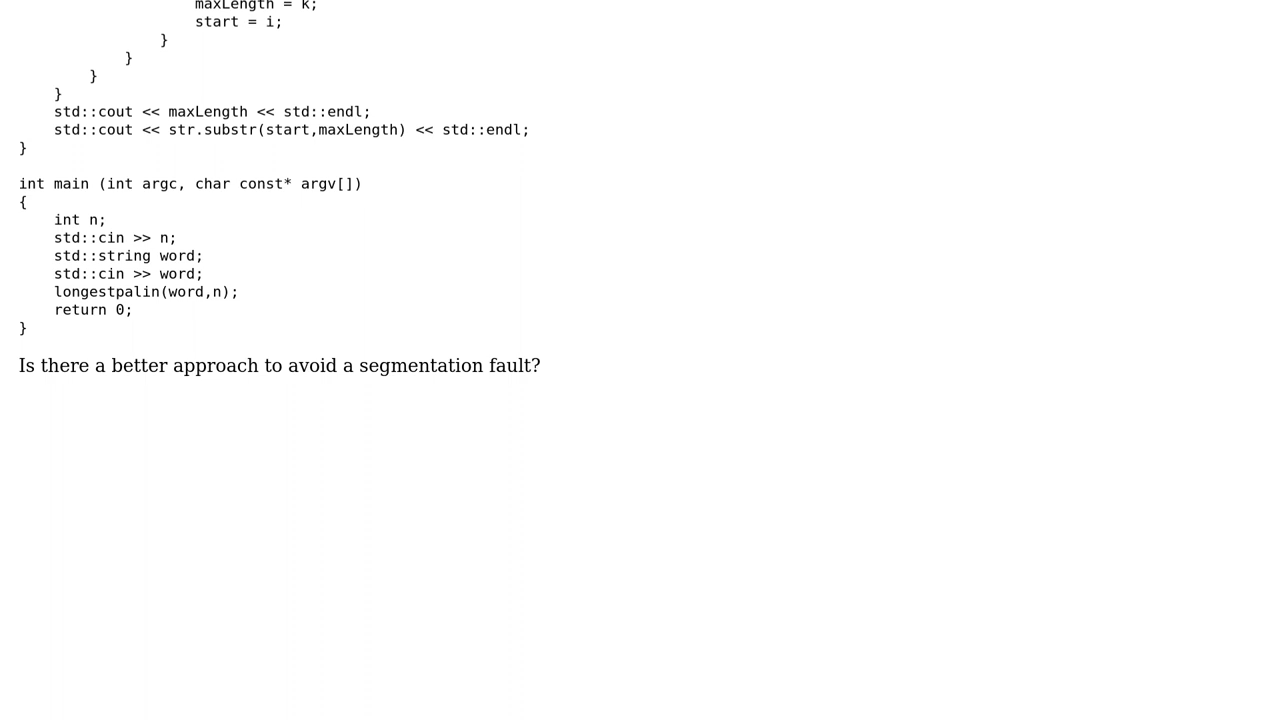 maxLength = k;
                    start = i;
                }
            }
        }
    }
    std::cout << maxLength << std::endl;
    std::cout << str.substr(start,maxLength) << std::endl;
}

int main (int argc, char const* argv[])
{
    int n;
    std::cin >> n;
    std::string word;
    std::cin >> word;
    longestpalin(word,n);
    return 0;
}

Is there a better approach to avoid a segmentation fault?